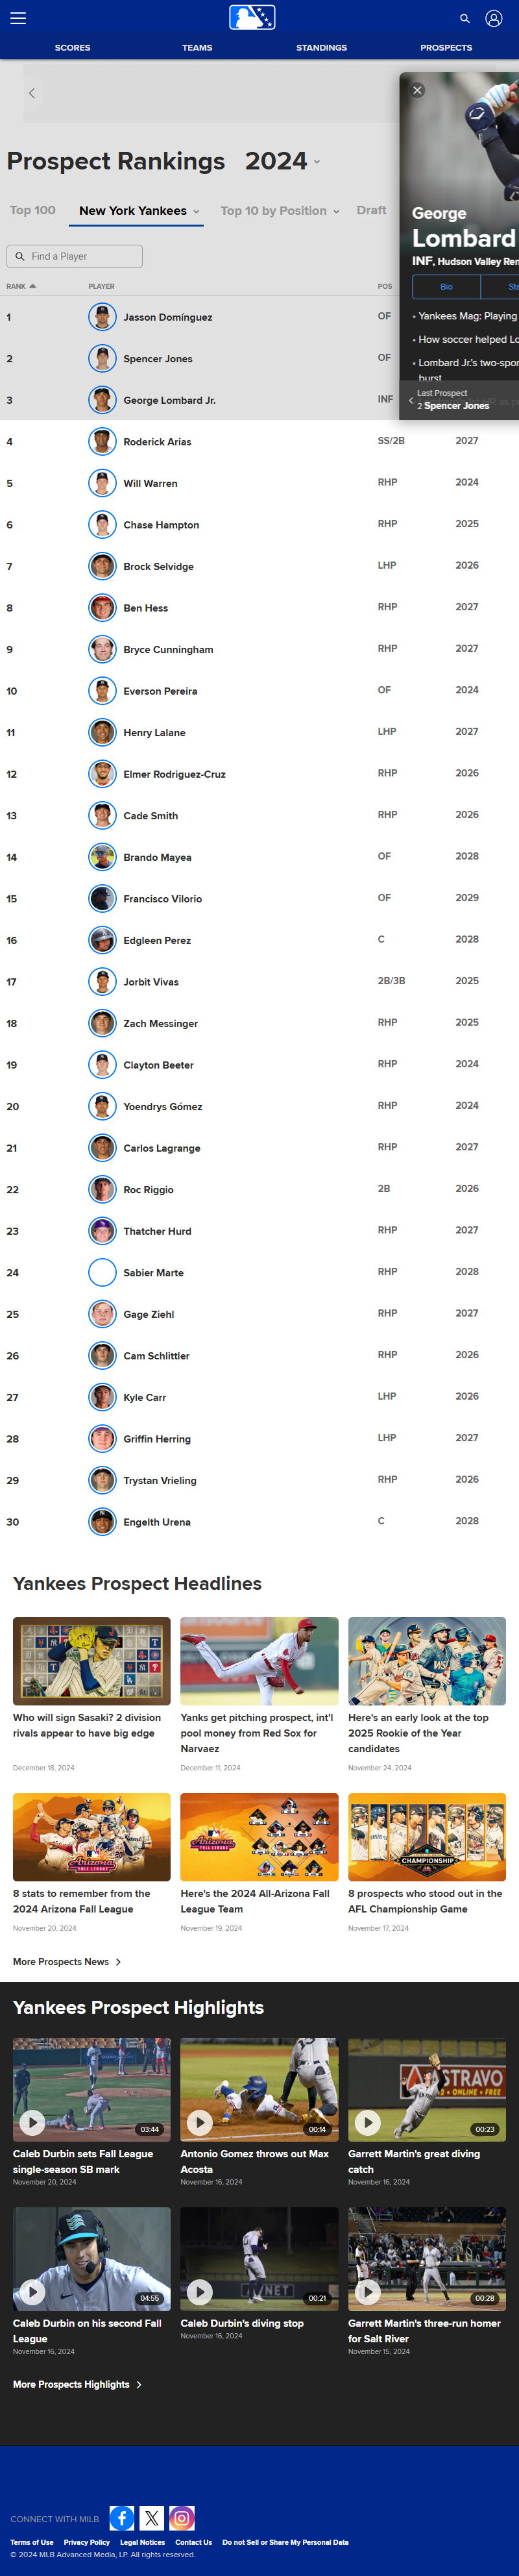 SCORES TEAMS STANDINGS PROSPECTS
Prospect Rankings 2024
Top 100 New York Yankees Top 10 by Position Draft
Find a Player
RANK PLAYER POS
1 Jasson Domínguez OF
2 Spencer Jones OF
3 George Lombard Jr. INF
George
Lombard
INF, Hudson Valley Ren
Bio Sta
• Yankees Mag: Playing
• How soccer helped Lo
• Lombard Jr.'s two-spor
burst
Last Prospect
2 Spencer Jones
4 Roderick Arias SS/2B 2027
5 Will Warren RHP 2024
6 Chase Hampton RHP 2025
7 Brock Selvidge LHP 2026
8 Ben Hess RHP 2027
9 Bryce Cunningham RHP 2027
10 Everson Pereira OF 2024
11 Henry Lalane LHP 2027
12 Elmer Rodriguez-Cruz RHP 2026
13 Cade Smith RHP 2026
14 Brando Mayea OF 2028
15 Francisco Vilorio OF 2029
16 Edgleen Perez C 2028
17 Jorbit Vivas 2B/3B 2025
18 Zach Messinger RHP 2025
19 Clayton Beeter RHP 2024
20 Yoendrys Gómez RHP 2024
21 Carlos Lagrange RHP 2027
22 Roc Riggio 2B 2026
23 Thatcher Hurd RHP 2027
24 Sabier Marte RHP 2028
25 Gage Ziehl RHP 2027
26 Cam Schlittler RHP 2026
27 Kyle Carr LHP 2026
28 Griffin Herring LHP 2027
29 Trystan Vrieling RHP 2026
30 Engelth Urena C 2028
Yankees Prospect Headlines
Who will sign Sasaki? 2 division
rivals appear to have big edge
December 18, 2024
Yanks get pitching prospect, int'l
pool money from Red Sox for
Narvaez
December 11, 2024
Here's an early look at the top
2025 Rookie of the Year
candidates
November 24, 2024
Arizona
FALL LEAGUE
8 stats to remember from the
2024 Arizona Fall League
November 20, 2024
Arizona
FALL LEAGUE
Here's the 2024 All-Arizona Fall
League Team
November 19, 2024
CHAMPIONSHIP
8 prospects who stood out in the
AFL Championship Game
November 17, 2024
More Prospects News
Yankees Prospect Highlights
03:44
Caleb Durbin sets Fall League
single-season SB mark
November 20, 2024
00:14
Antonio Gomez throws out Max
Acosta
November 16, 2024
STRAVO
ONLINE • FREE
00:23
Garrett Martin's great diving
catch
November 16, 2024
04:55
Caleb Durbin on his second Fall
League
November 16, 2024
NET
00:21
Caleb Durbin's diving stop
November 16, 2024
00:28
Garrett Martin's three-run homer
for Salt River
November 15, 2024
More Prospects Highlights
CONNECT WITH MILB
Terms of Use Privacy Policy Legal Notices Contact Us Do not Sell or Share My Personal Data
© 2024 MLB Advanced Media, LP. All rights reserved.